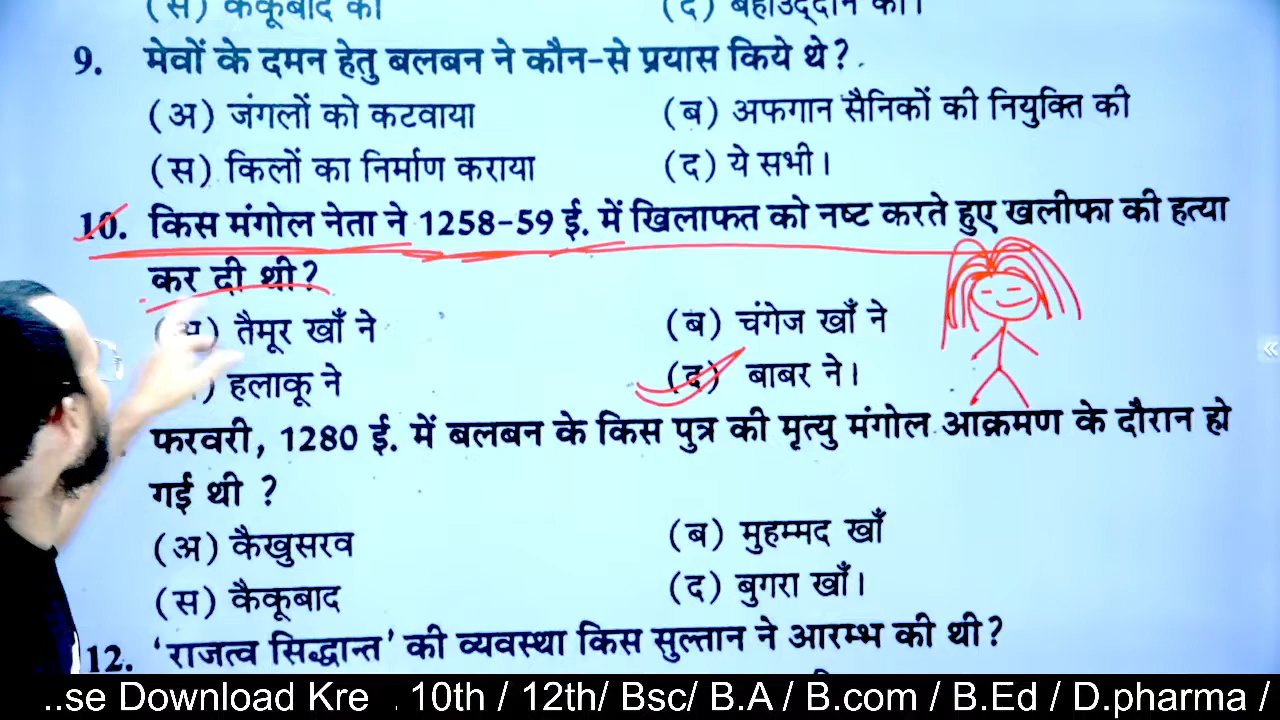 (स) कैकूबाद को (द) बहाउद्दीन को।
9. मेवों के दमन हेतु बलबन ने कौन-से प्रयास किये थे?
(अ) जंगलों को कटवाया (ब) अफगान सैनिकों की नियुक्ति की
(स) किलों का निर्माण कराया (द) ये सभी।
10. किस मंगोल नेता ने 1258-59 ई. में खिलाफत को नष्ट करते हुए खलीफा की हत्या
कर दी थी?
(अ) तैमूर खाँ ने (ब) चंगेज खाँ ने
) हलाकू ने (द) बाबर ने।
फरवरी, 1280 ई. में बलबन के किस पुत्र की मृत्यु मंगोल आक्रमण के दौरान हो
गई थी ?
(अ) कैखुसरव (ब) मुहम्मद खाँ
(स) कैकूबाद (द) बुगरा खाँ।
12. 'राजत्व सिद्धान्त' की व्यवस्था किस सुल्तान ने आरम्भ की थी?
..se Download Kre . 10th / 12th/ Bsc/ B.A / B.com / B.Ed / D.pharma /